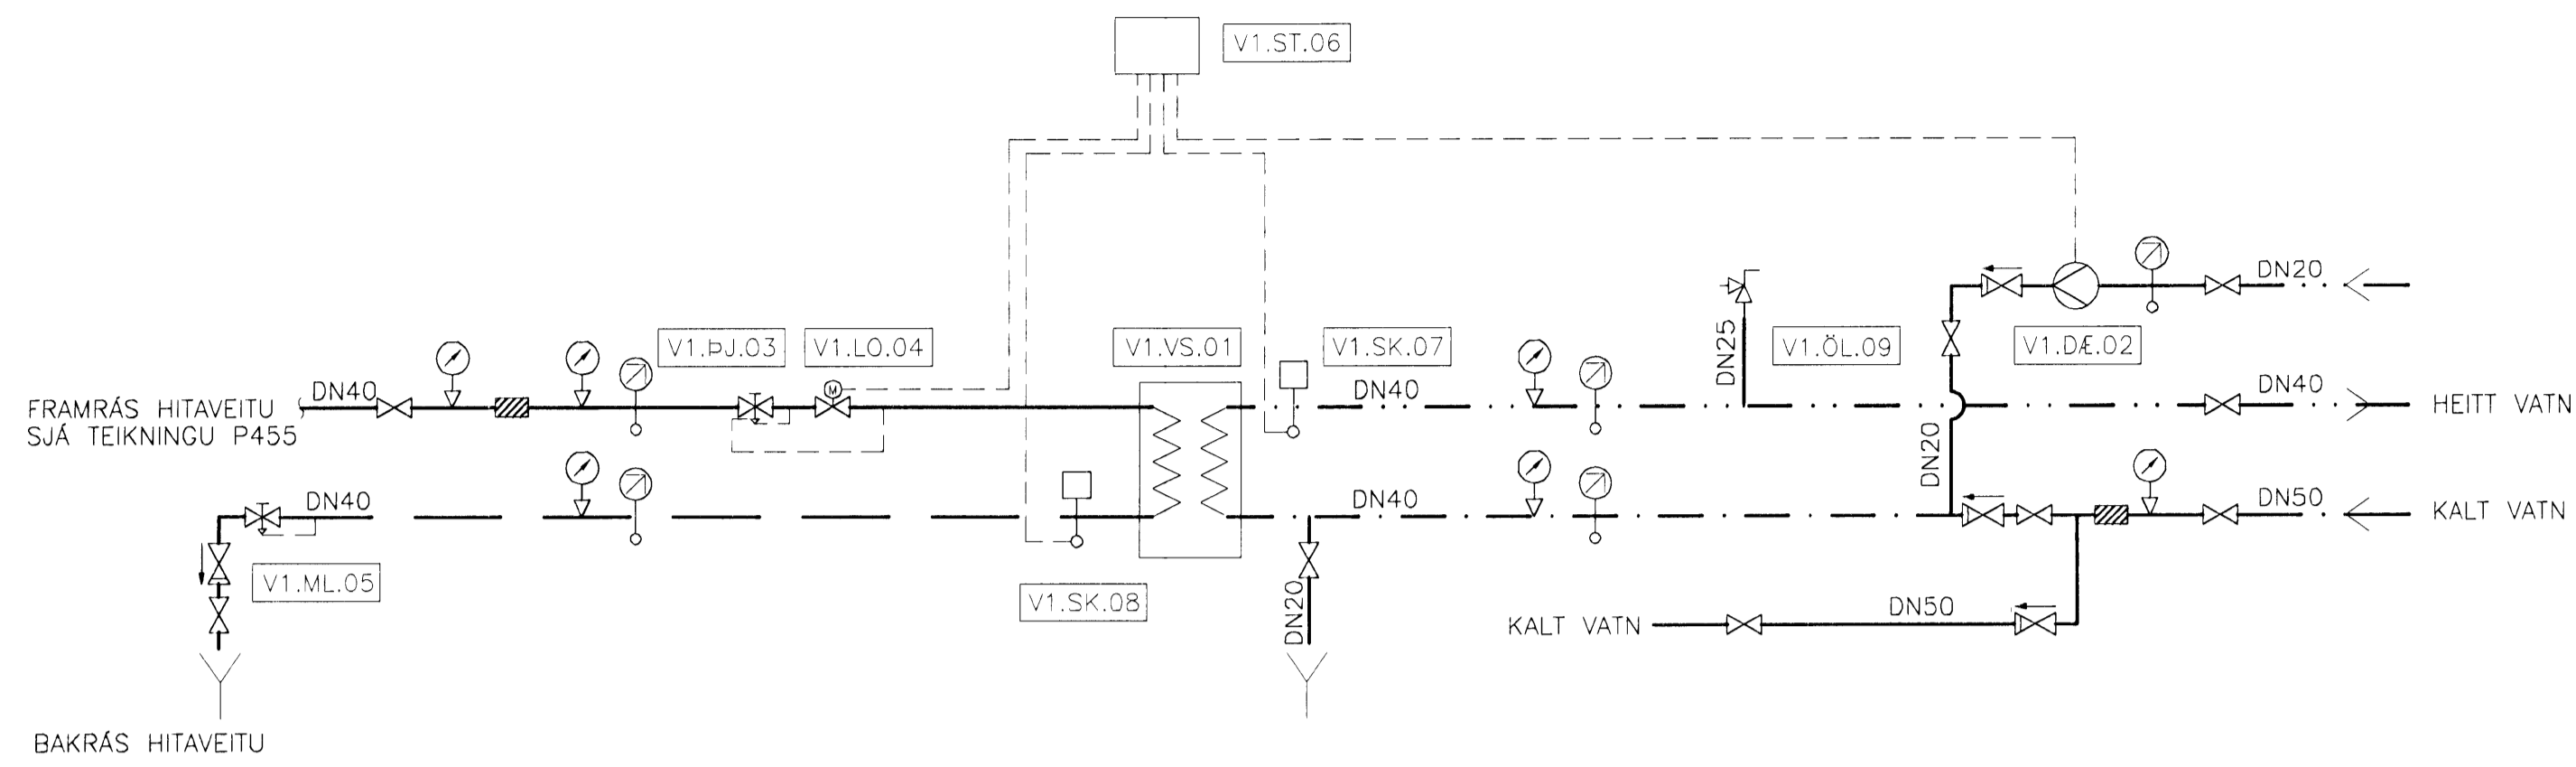 V1.ST.06
DN20
V1.ÞJ.03
V1.LO.04
V1.VS.01
V1.SK.07
DN25
V1.ÖL.09
V1.DÆ.02
DN40
DN40
DN40
FRAMRÁS HITAVEITU
SJÁ TEIKNINGU P455
HEITT VATN
DN20
DN40
DN40
DN50
KALT VATN
V1.ML.05
V1.SK.08
DN20
DN50
KALT VATN
M
BAKRÁS HITAVEITU